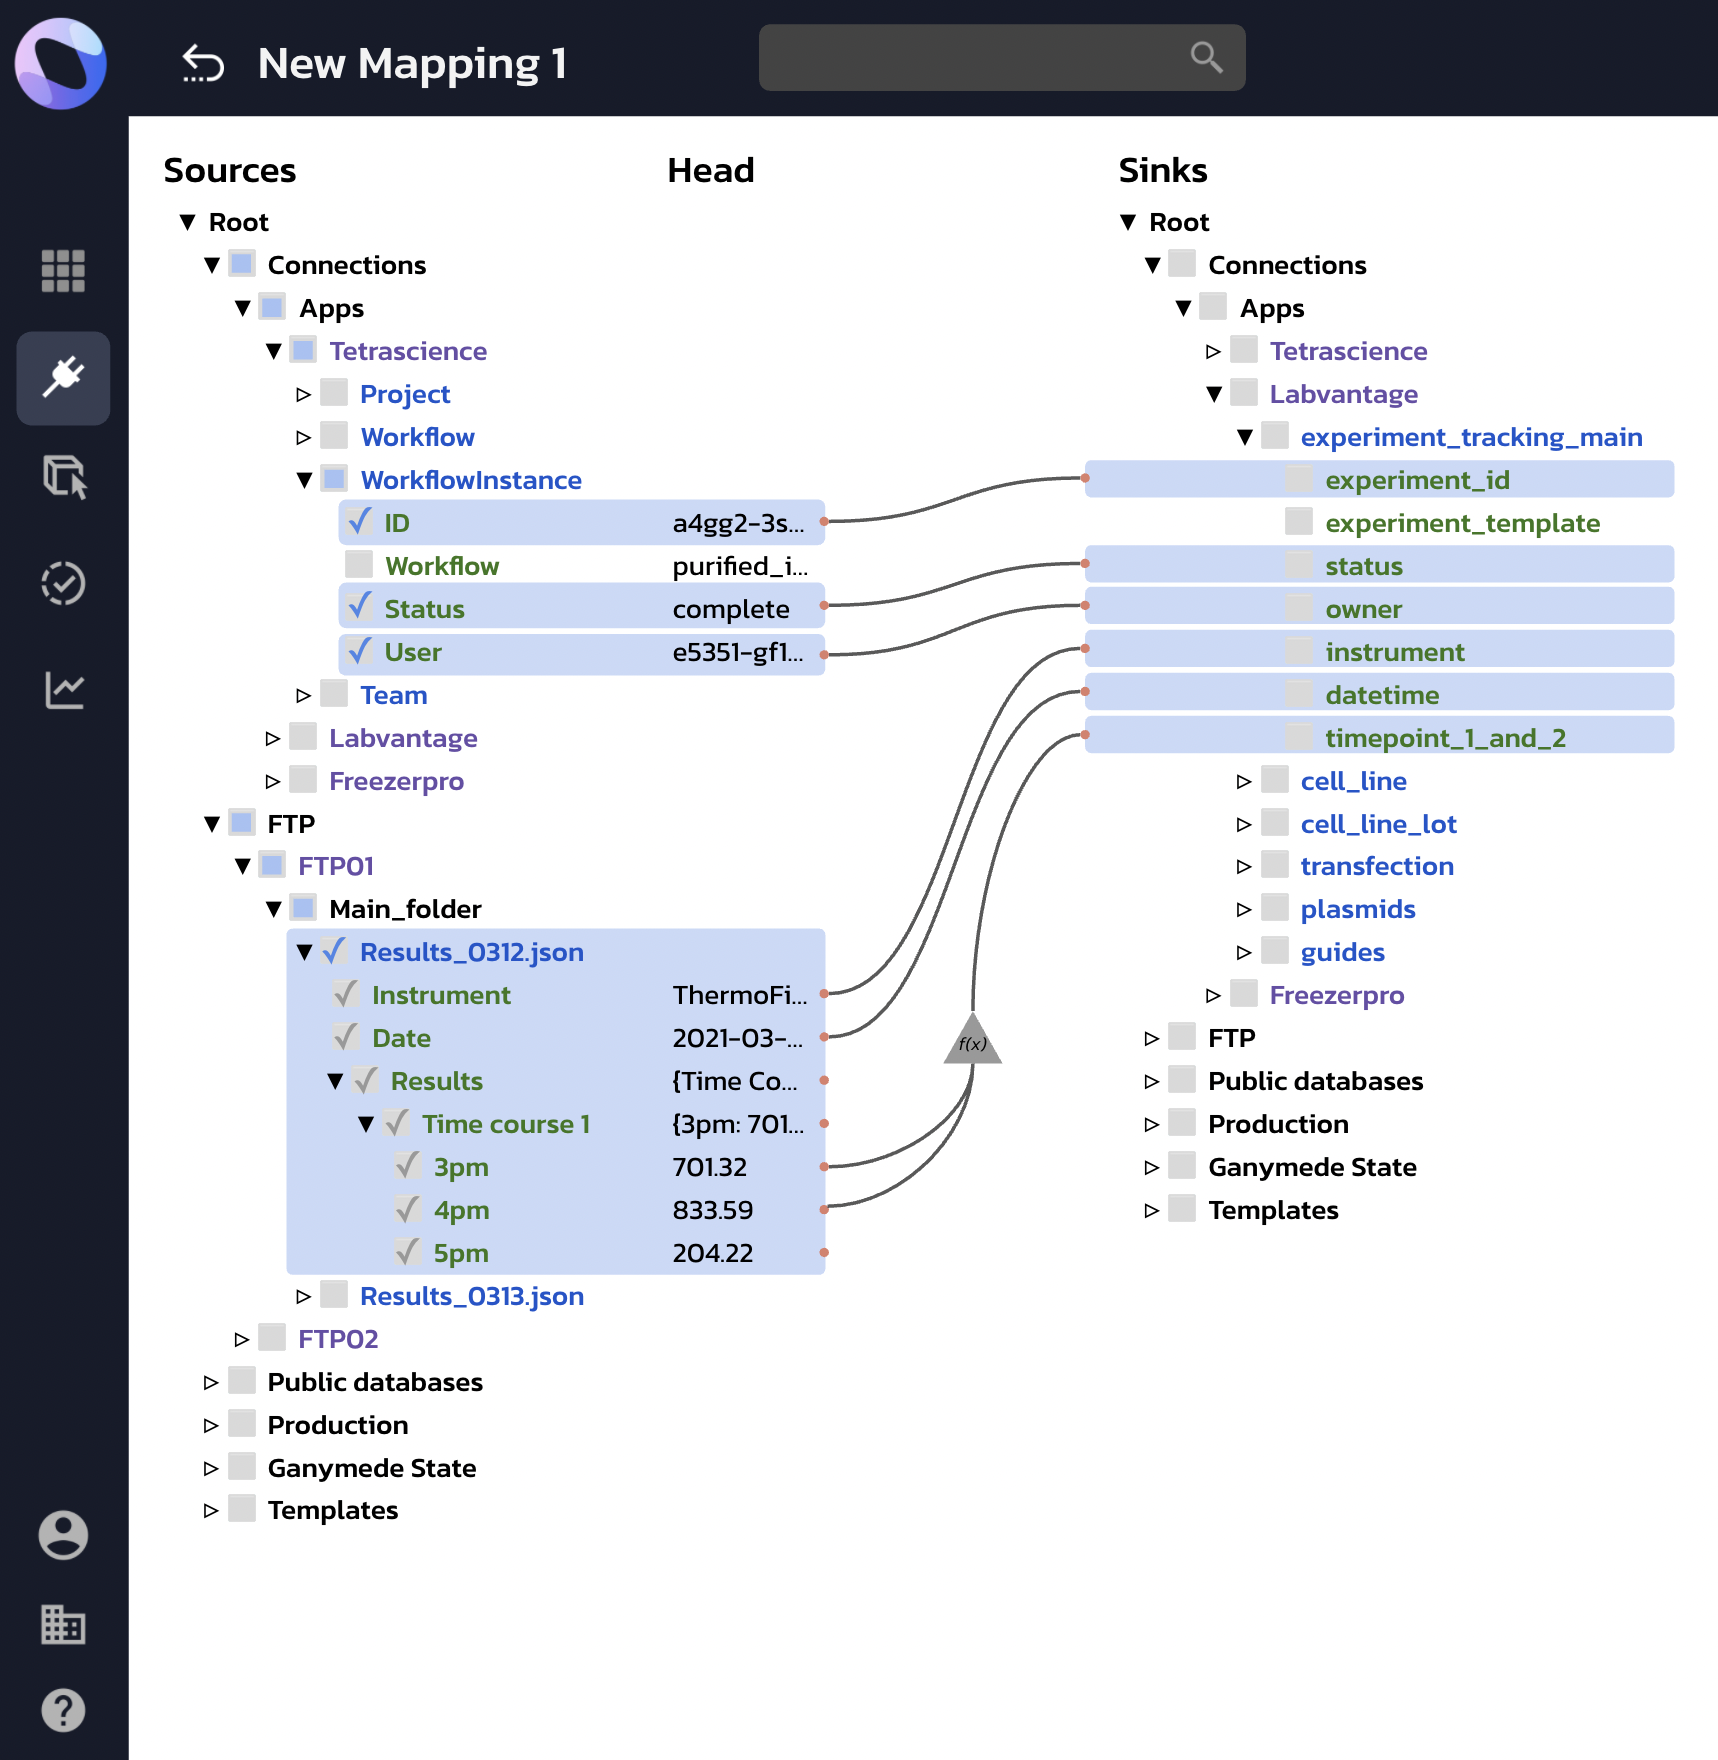 New Mapping 1
Sources
Head
Root
Connections
Apps
Tetrascience
Project
Workflow
WorkflowInstance
ID a4gg2-3s...
Workflow purified_i...
Status complete
User e5351-gf1...
Team
Labvantage
Freezerpro
FTP
FTP01
Main_folder
Results_0312.json
Instrument ThermoFi...
Date 2021-03-...
Results {Time Co...
Time course 1 {3pm: 701...
3pm 701.32
4pm 833.59
5pm 204.22
Results_0313.json
FTP02
Public databases
Production
Ganymede State
Templates
f(x)
Sinks
Root
Connections
Apps
Tetrascience
Labvantage
experiment_tracking_main
experiment_id
experiment_template
status
owner
instrument
datetime
timepoint_1_and_2
cell_line
cell_line_lot
transfection
plasmids
guides
Freezerpro
FTP
Public databases
Production
Ganymede State
Templates